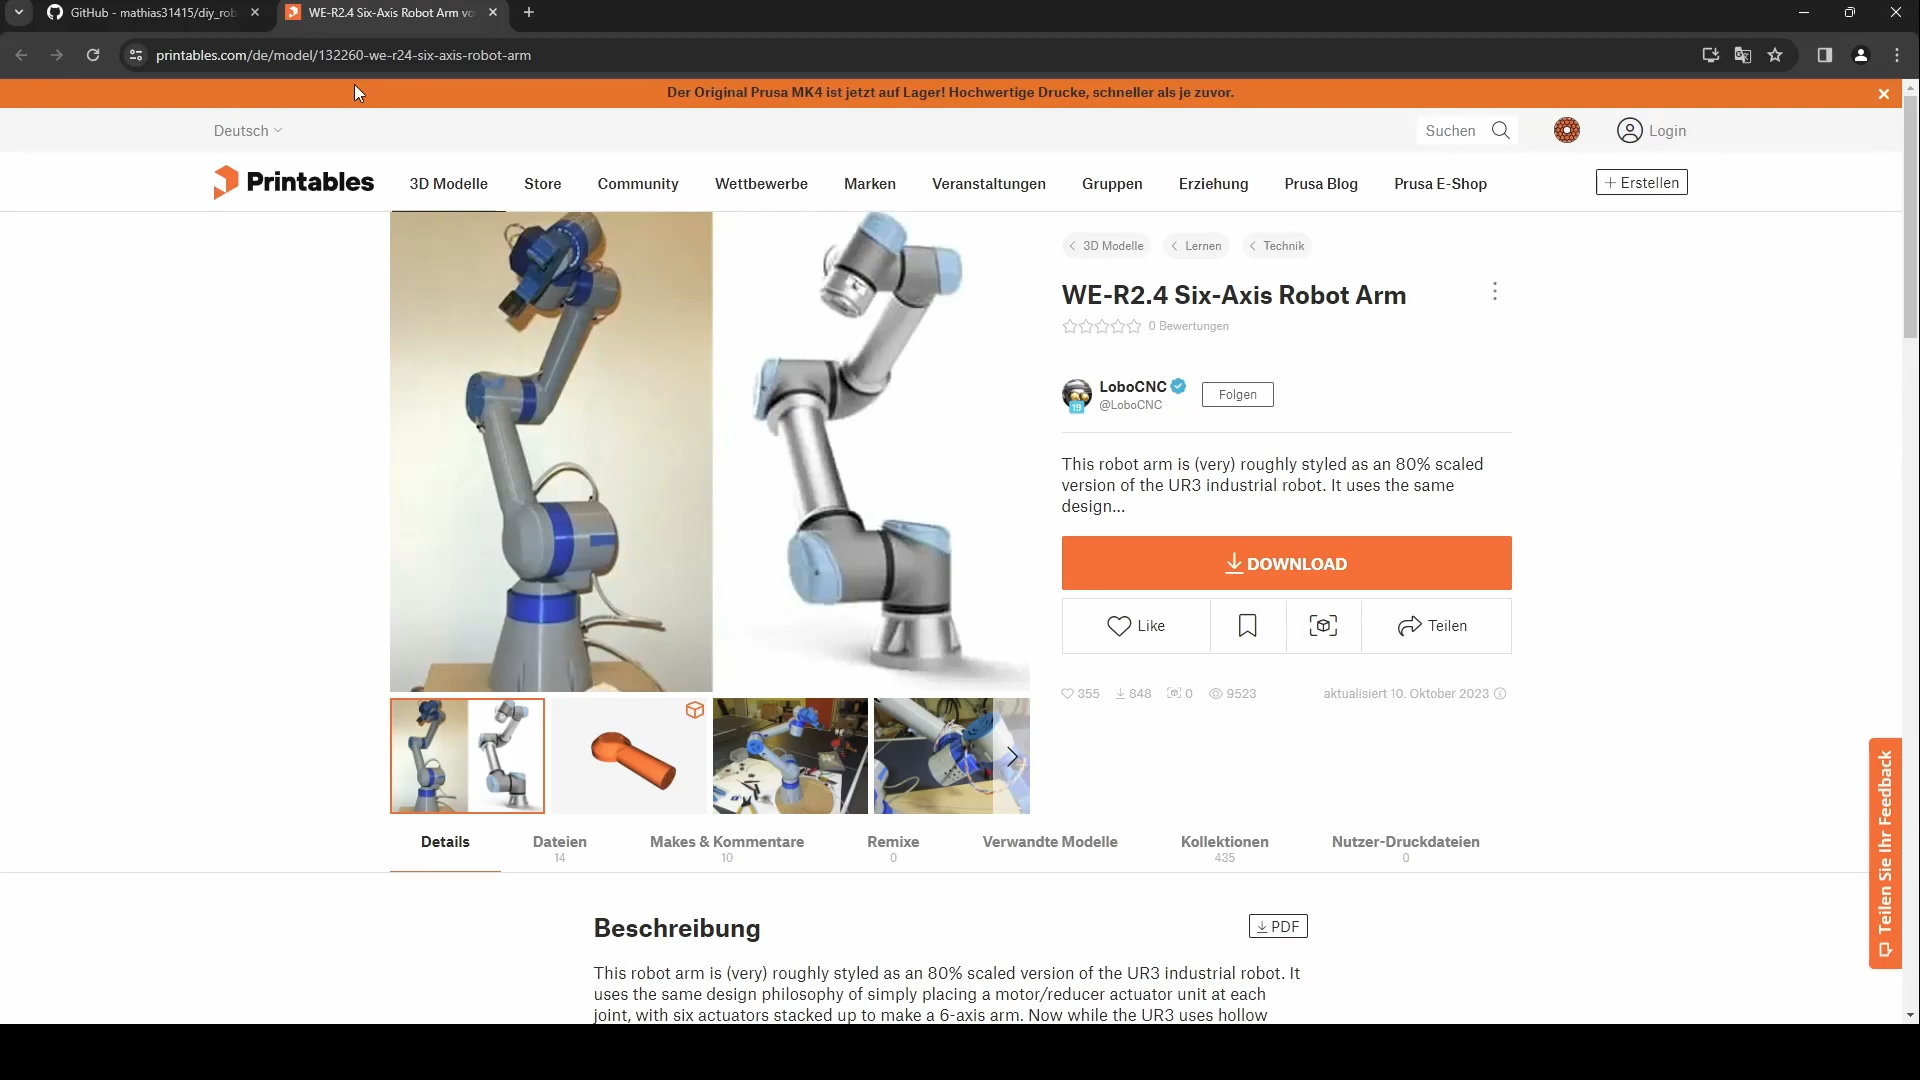 GitHub - mathias31415/diy_rob
WE-R2.4 Six-Axis Robot Arm vo
printables.com/de/model/132260-we-r24-six-axis-robot-arm
Der Original Prusa MK4 ist jetzt auf Lager! Hochwertige Drucke, schneller als je zuvor.
Deutsch
Suchen
Login
Printables
3D Modelle
Store
Community
Wettbewerbe
Marken
Veranstaltungen
Gruppen
Erziehung
Prusa Blog
Prusa E-Shop
+ Erstellen
3D Modelle
Lernen
Technik
WE-R2.4 Six-Axis Robot Arm
0 Bewertungen
LoboCNC
19
@LoboCNC
Folgen
This robot arm is (very) roughly styled as an 80% scaled
version of the UR3 industrial robot. It uses the same
design...
DOWNLOAD
Like
Teilen
355
848
0
9523
aktualisiert 10. Oktober 2023
Details
Dateien
14
Makes & Kommentare
10
Remixe
0
Verwandte Modelle
Kollektionen
435
Nutzer-Druckdateien
0
Teilen Sie Ihr Feedback
Beschreibung
PDF
This robot arm is (very) roughly styled as an 80% scaled version of the UR3 industrial robot. It
uses the same design philosophy of simply placing a motor/reducer actuator unit at each
joint, with six actuators stacked up to make a 6-axis arm. Now while the UR3 uses hollow